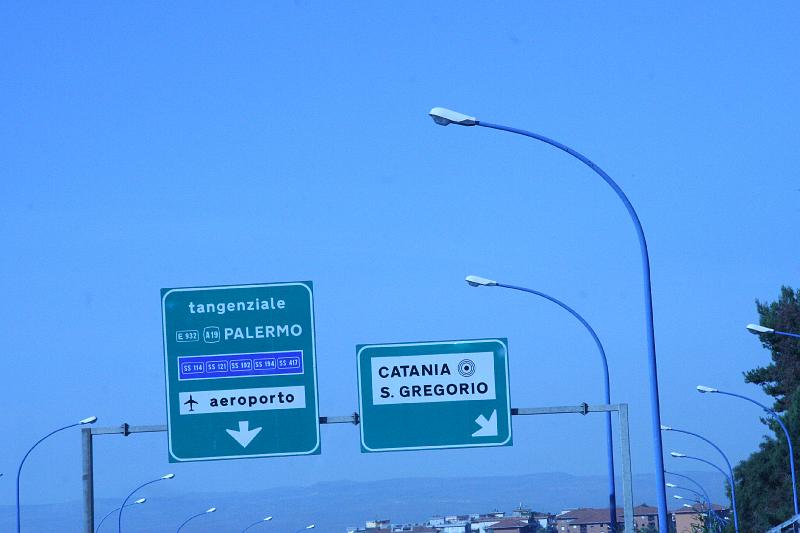 tangenziale
E 932 A19 PALERMO
SS 114 SS 121 SS 192 SS 194 SS 417
aeroporto
CATANIA
S. GREGORIO